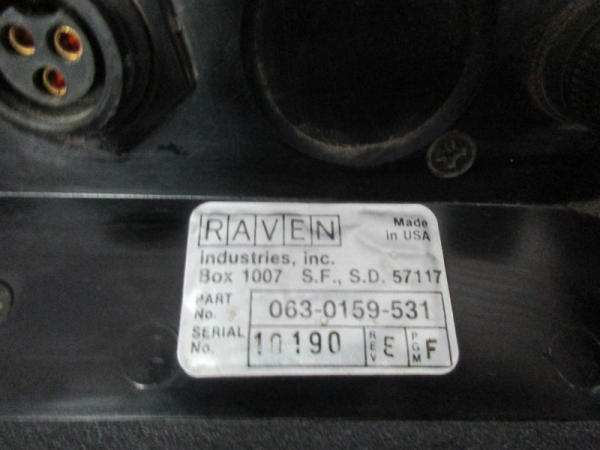 RAVEN Made
in USA
Industries, inc.
Box 1007 S.F., S.D. 57117
PART
No. 063-0159-531
SERIAL
No. 10190 REV E PGM F